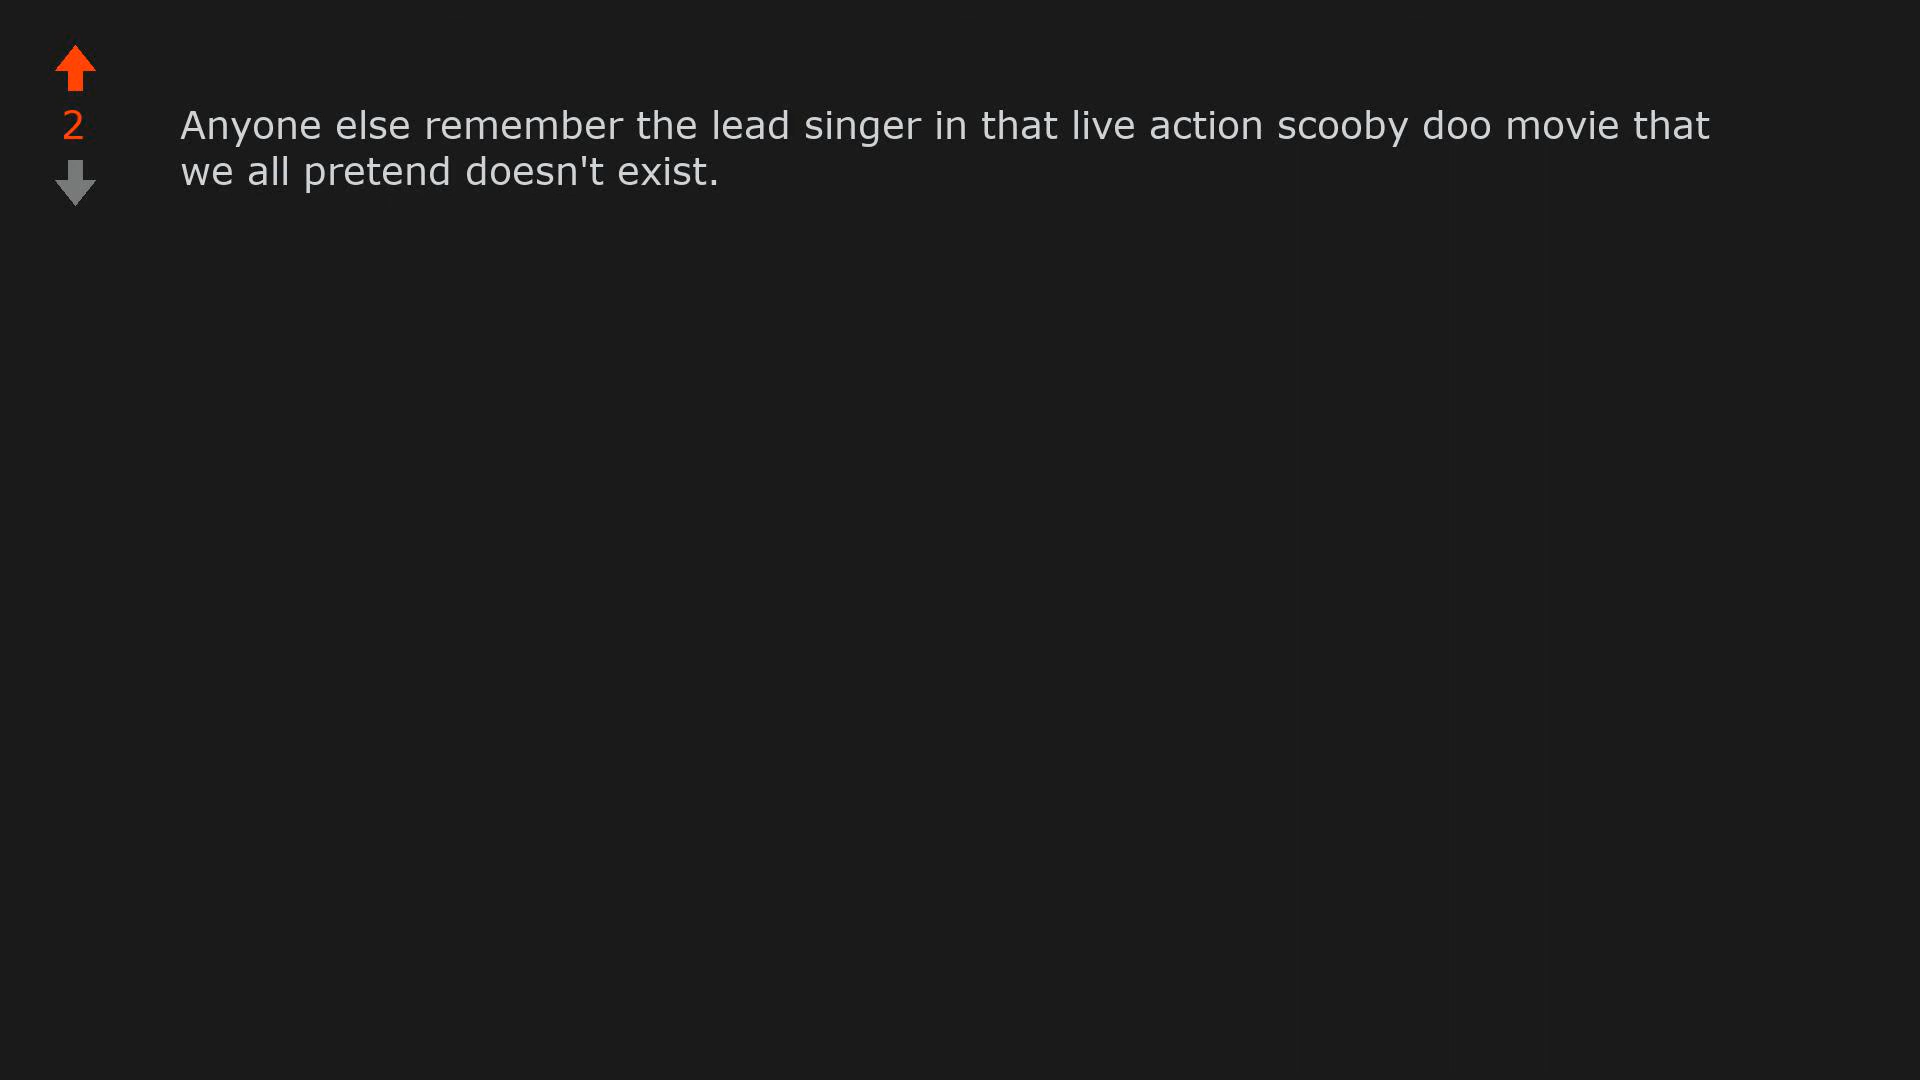 2
Anyone else remember the lead singer in that live action scooby doo movie that
we all pretend doesn't exist.